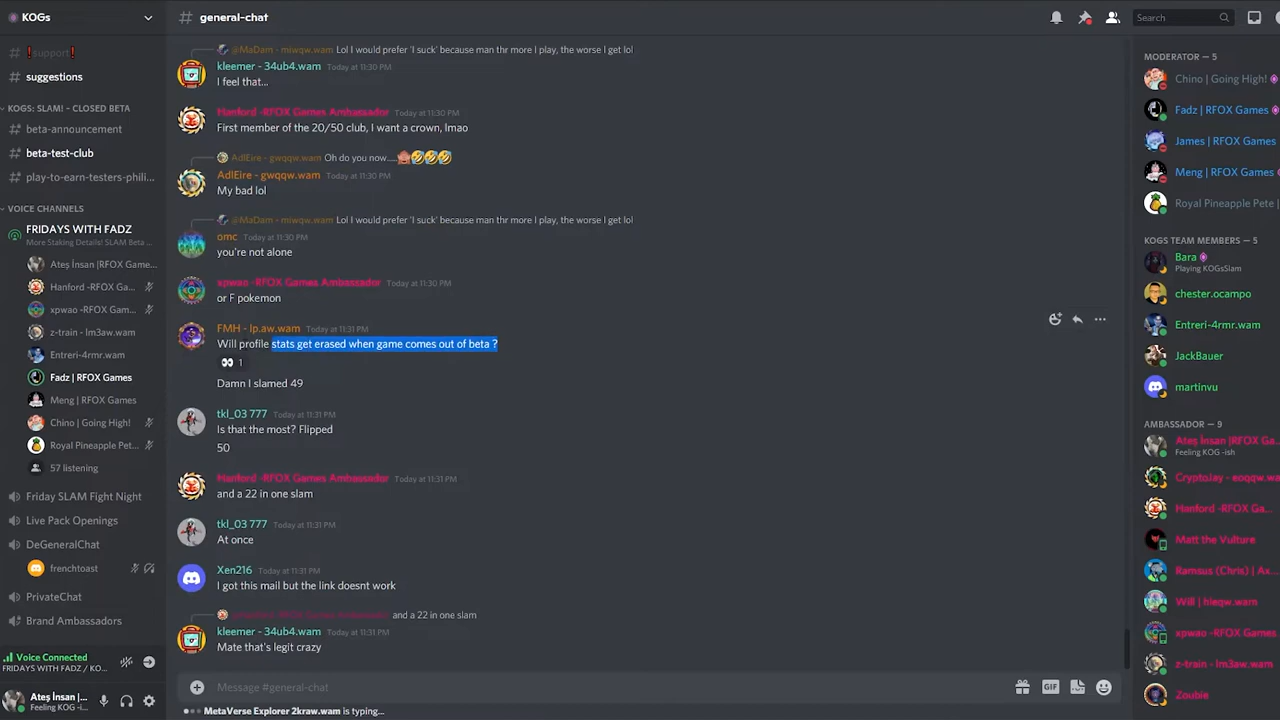 KOGs
❗support❗
suggestions
KOGS: SLAM! - CLOSED BETA
beta-announcement
beta-test-club
play-to-earn-testers-phili...
VOICE CHANNELS
FRIDAYS WITH FADZ
More Staking Details! SLAM Beta ...
Ateş İnsan |RFOX Game...
Hanford -RFOX Ga...
xpwao -RFOX Gam...
z-train - lm3aw.wam
Entreri-4rmr.wam
Fadz | RFOX Games
Meng | RFOX Games
Chino | Going High!
Royal Pineapple Pet...
57 listening
Friday SLAM Fight Night
Live Pack Openings
DeGeneralChat
frenchtoast
PrivateChat
Brand Ambassadors
Voice Connected
FRIDAYS WITH FADZ / KO...
Ateş İnsan |...
Feeling KOG -i...
# general-chat
Search
@MaDam - miwqw.wam Lol I would prefer 'I suck' because man thr more I play, the worse I get lol
kleemer - 34ub4.wam Today at 11:30 PM
I feel that...
Hanford -RFOX Games Ambassador Today at 11:30 PM
First member of the 20/50 club, I want a crown, lmao
AdlEire - gwqqw.wam Oh do you now....🙈🤣🤣🤣
AdlEire - gwqqw.wam Today at 11:30 PM
My bad lol
@MaDam - miwqw.wam Lol I would prefer 'I suck' because man thr more I play, the worse I get lol
omc Today at 11:30 PM
you're not alone
xpwao -RFOX Games Ambassador Today at 11:30 PM
or F pokemon
FMH - lp.aw.wam Today at 11:31 PM
Will profile stats get erased when game comes out of beta ?
👀 1
Damn I slamed 49
tkl_03 777 Today at 11:31 PM
Is that the most? Flipped
50
Hanford -RFOX Games Ambassador Today at 11:31 PM
and a 22 in one slam
tkl_03 777 Today at 11:31 PM
At once
Xen216 Today at 11:31 PM
I got this mail but the link doesnt work
and a 22 in one slam
kleemer - 34ub4.wam Today at 11:31 PM
Mate that's legit crazy
Message #general-chat
GIF
MetaVerse Explorer 2kraw.wam is typing...
MODERATOR — 5
Chino | Going High!
Fadz | RFOX Games
James | RFOX Games
Meng | RFOX Games
Royal Pineapple Pete |
KOGS TEAM MEMBERS — 5
Bara
Playing KOGsSlam
chester.ocampo
Entreri-4rmr.wam
JackBauer
martinvu
AMBASSADOR — 9
Ateş İnsan |RFOX Ga...
Feeling KOG -ish
CryptoJay - eoqqw.wa
Hanford -RFOX Ga...
Matt the Vulture
Ramsus (Chris) | Ax...
Will | hieqw.wam
xpwao -RFOX Games
z-train - lm3aw.wam
Zoubie